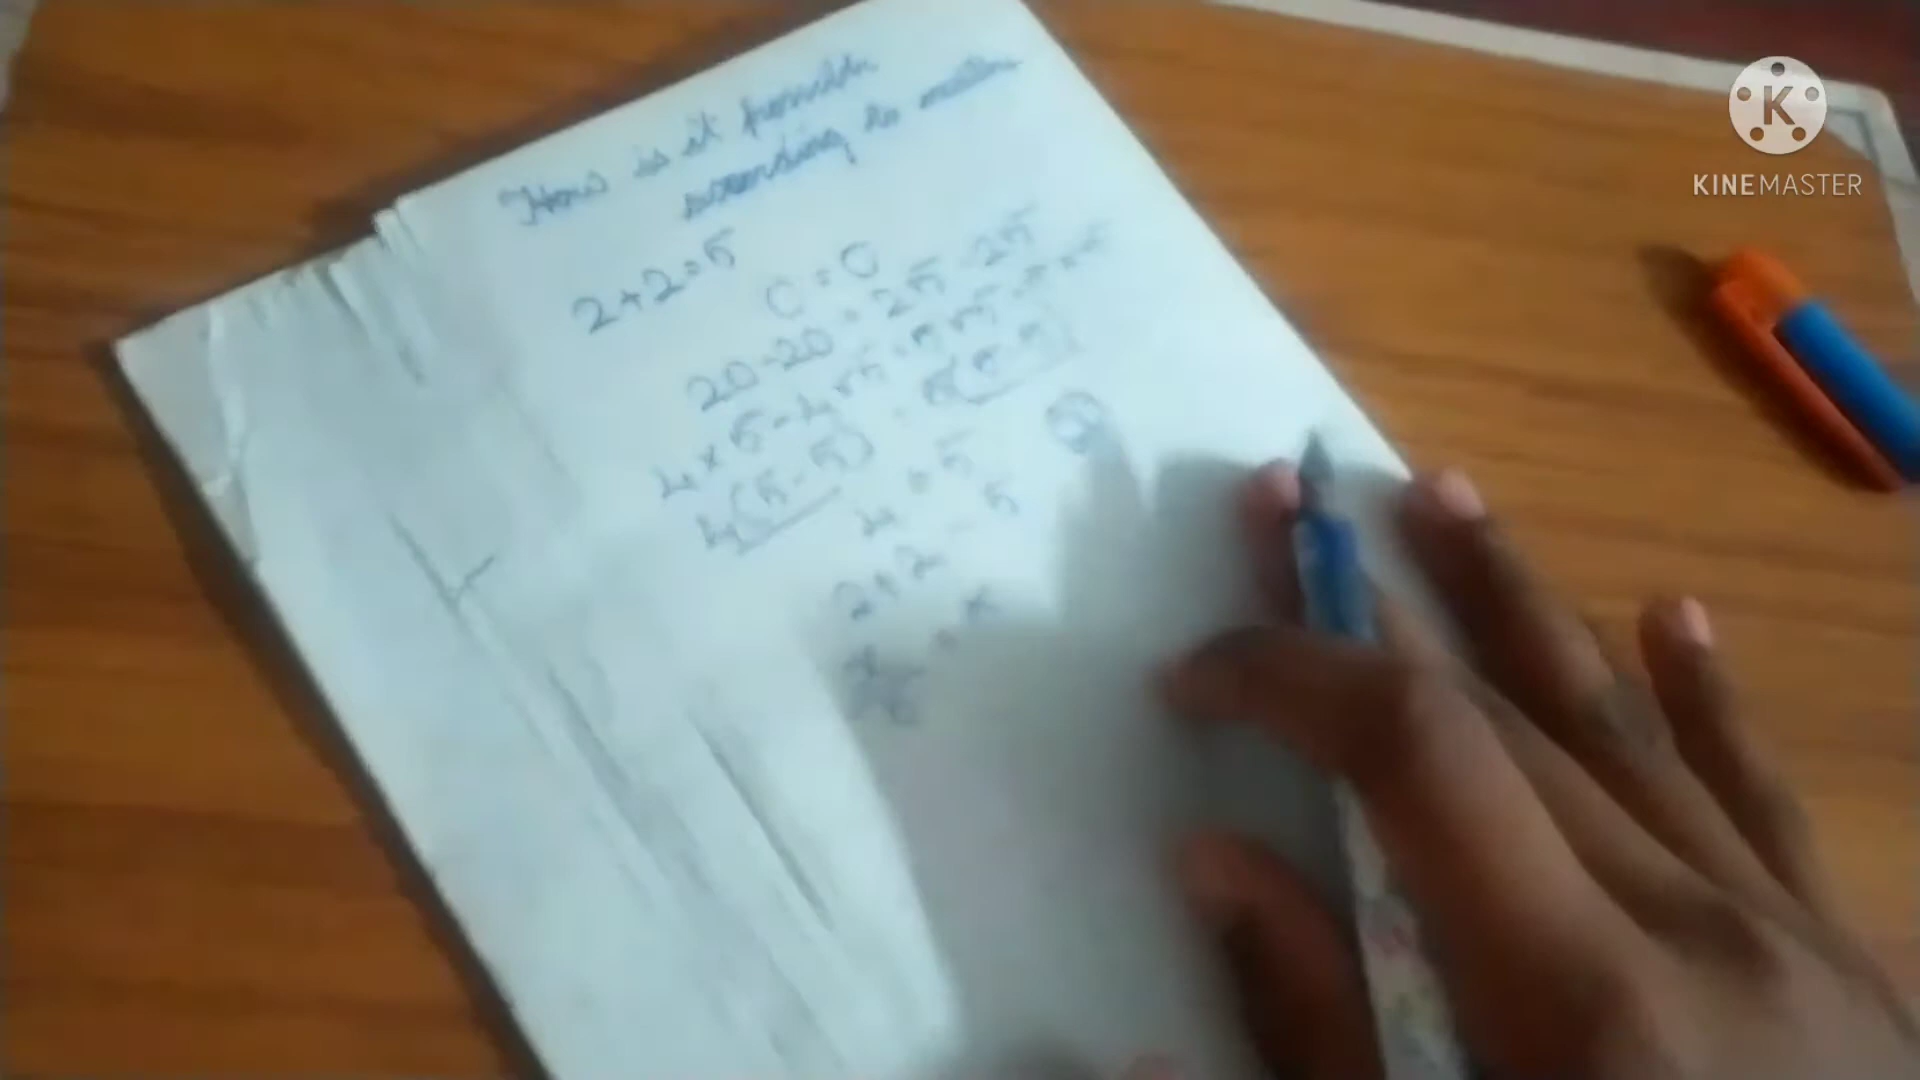 How is it possible
according to maths
2+2=5
0 = 0
20-20 = 25-25
4×5-4×5 = 5×5-5×5
4(5-5) = 5(5-5)
4 = 5
2+2 = 5
KINEMASTER